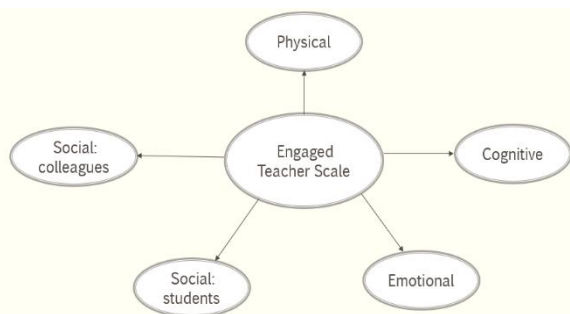 Physical
Social:
colleagues
Engaged
Teacher Scale
Cognitive
Social:
students
Emotional